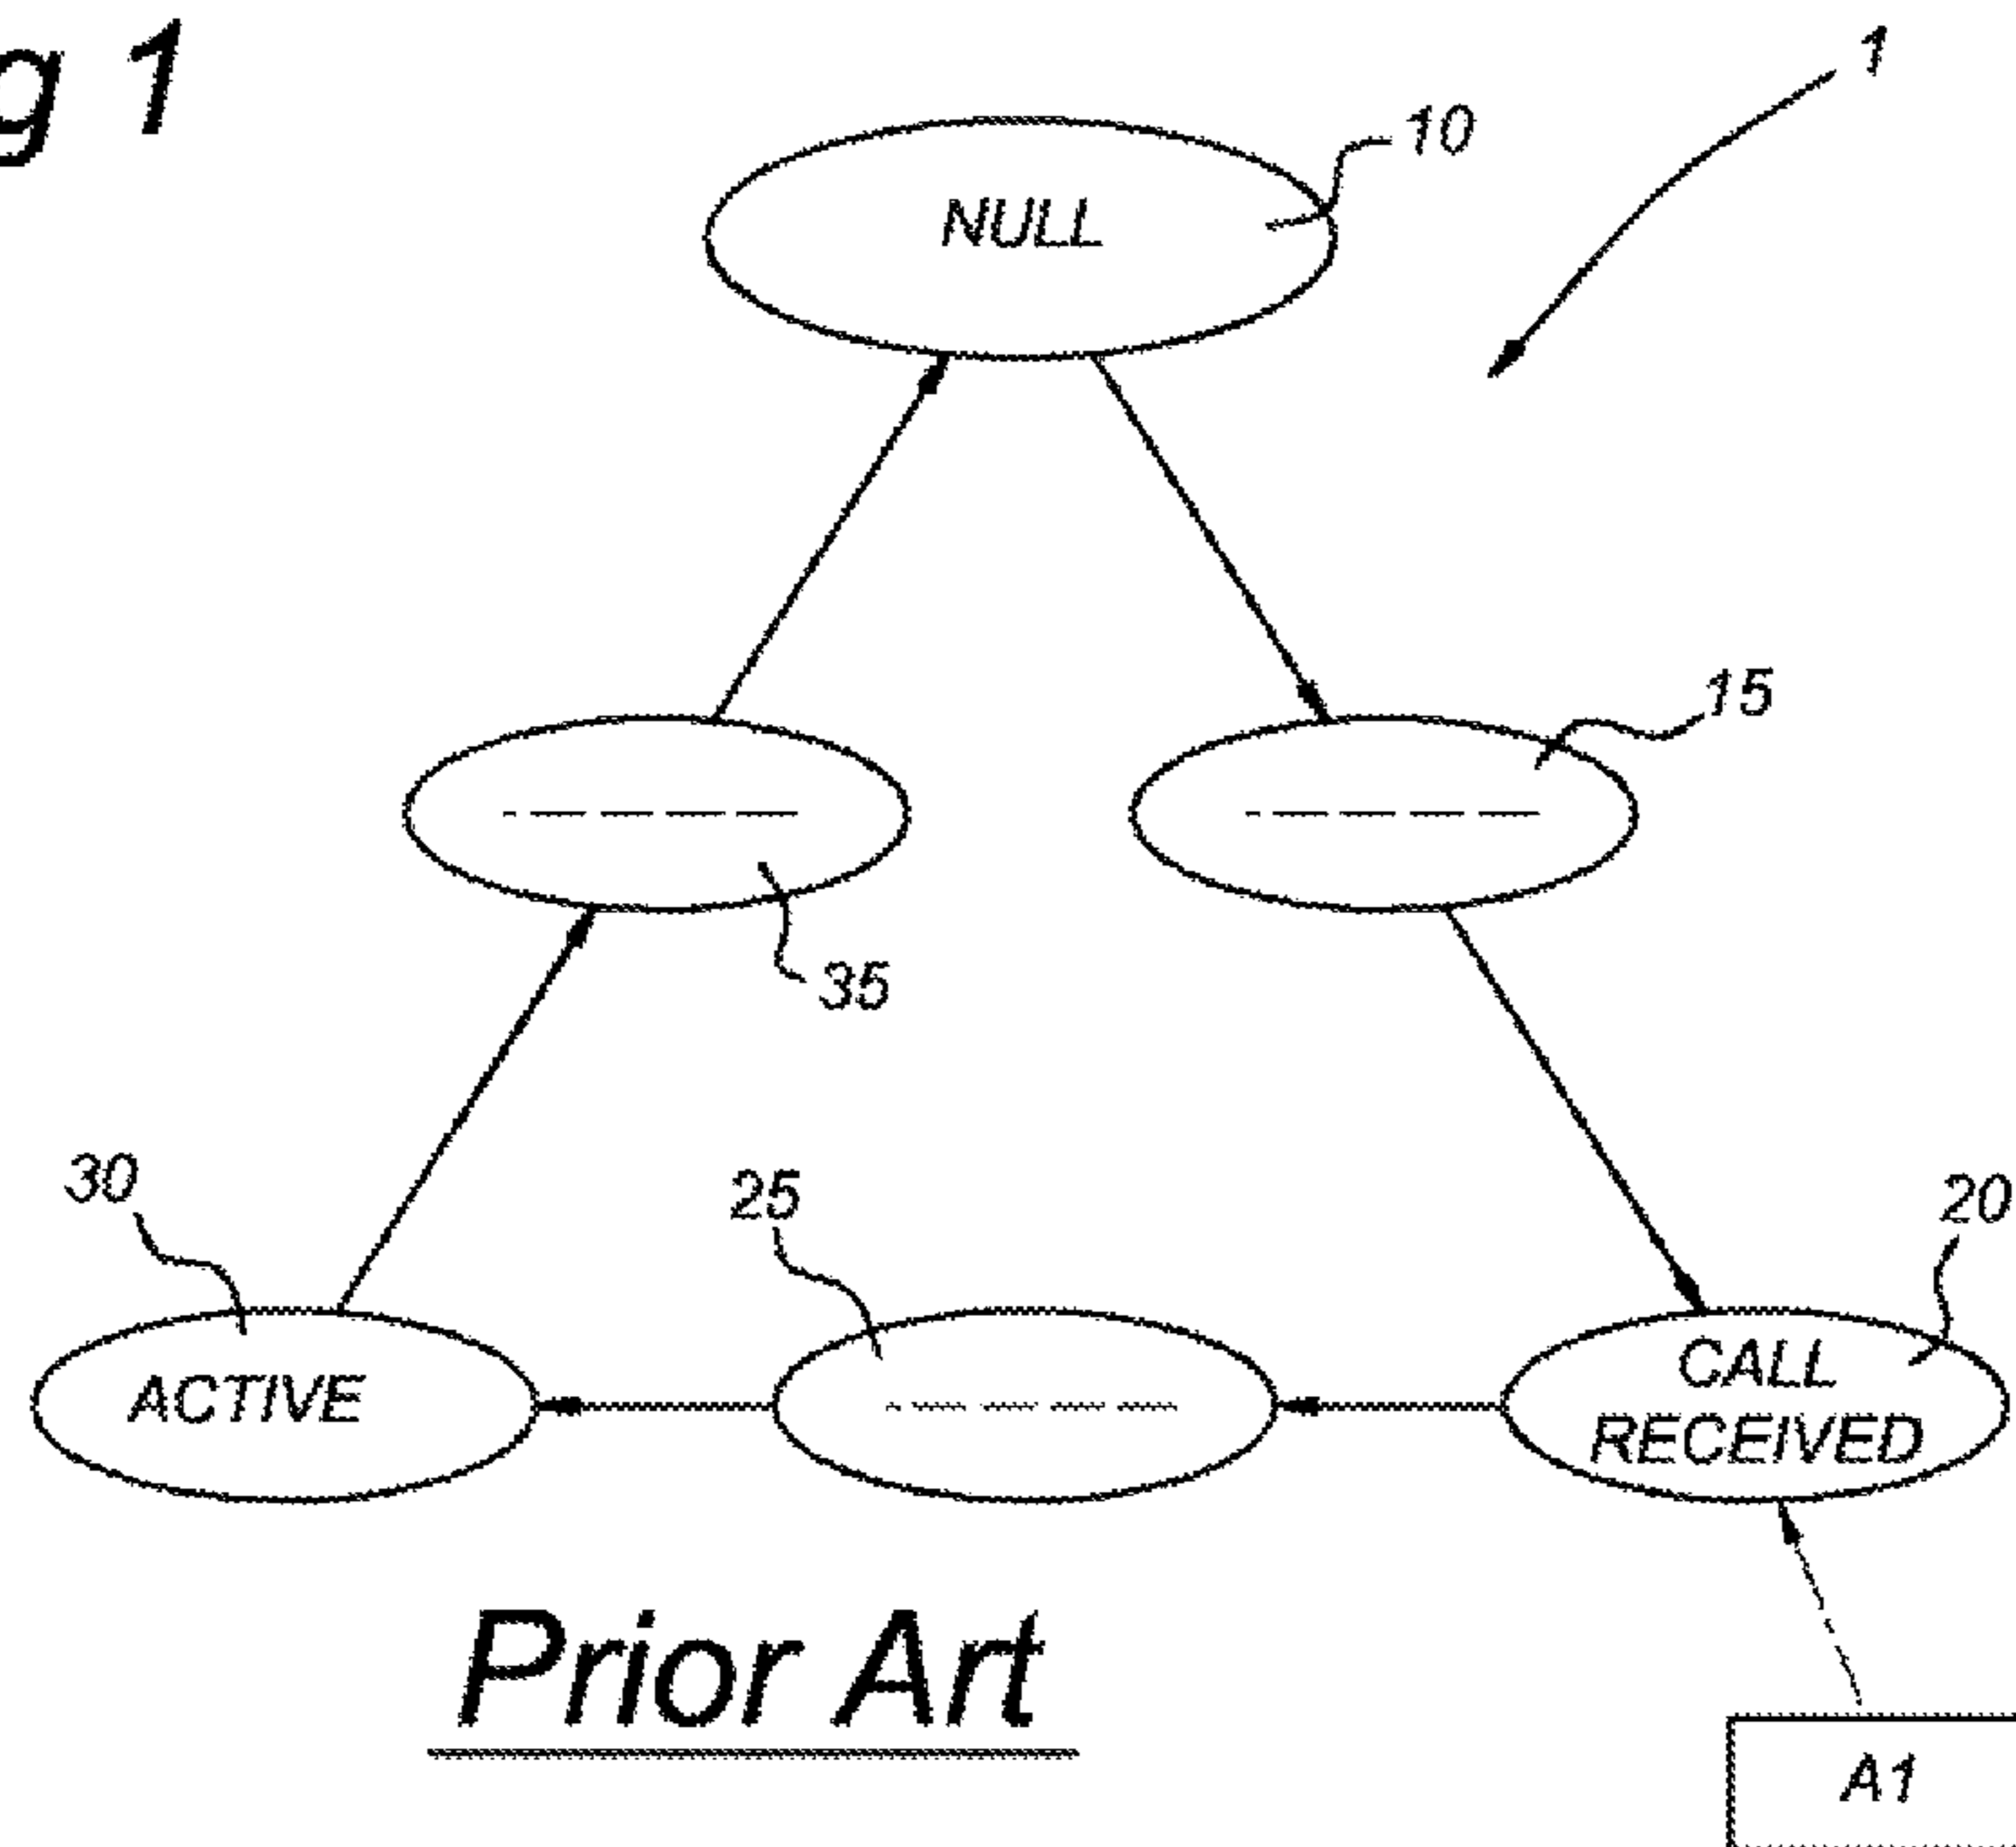 g 1
1
10
NULL
15
35
30
25
20
ACTIVE
CALL
RECEIVED
Prior Art
A1